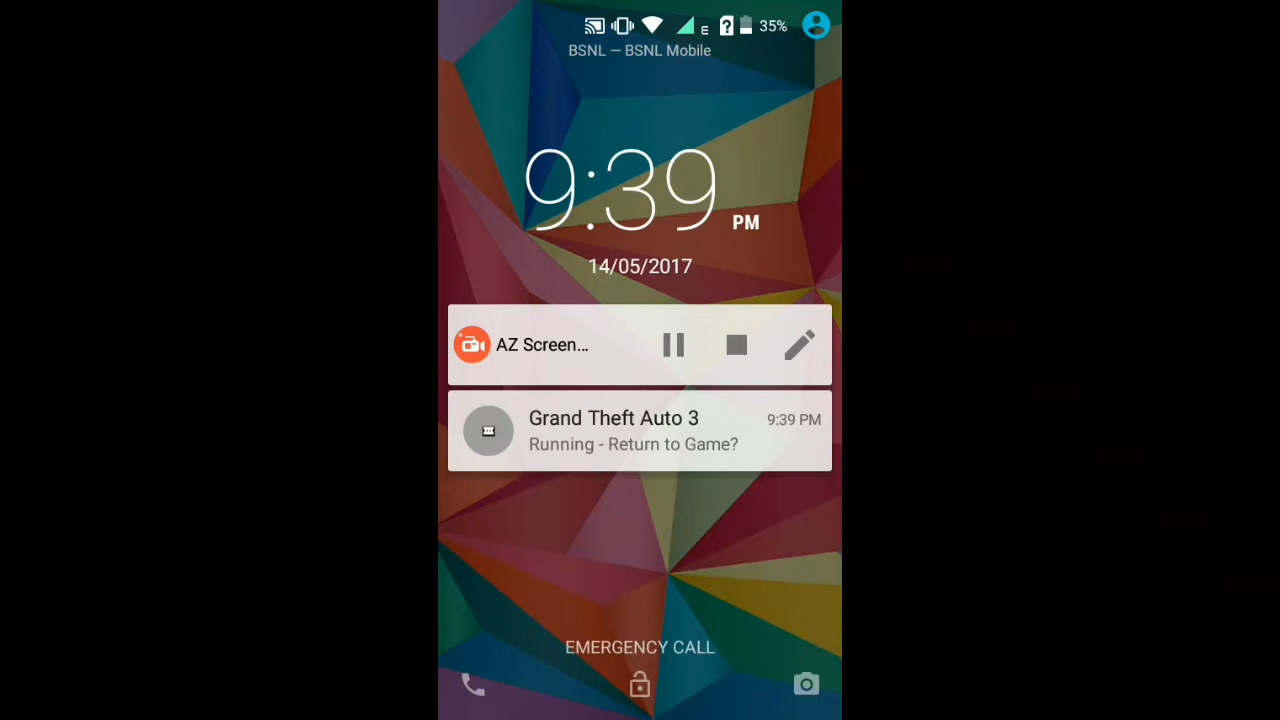 E ? 35%
BSNL — BSNL Mobile
9:39 PM
14/05/2017
AZ Screen...
Grand Theft Auto 3 9:39 PM
Running - Return to Game?
EMERGENCY CALL